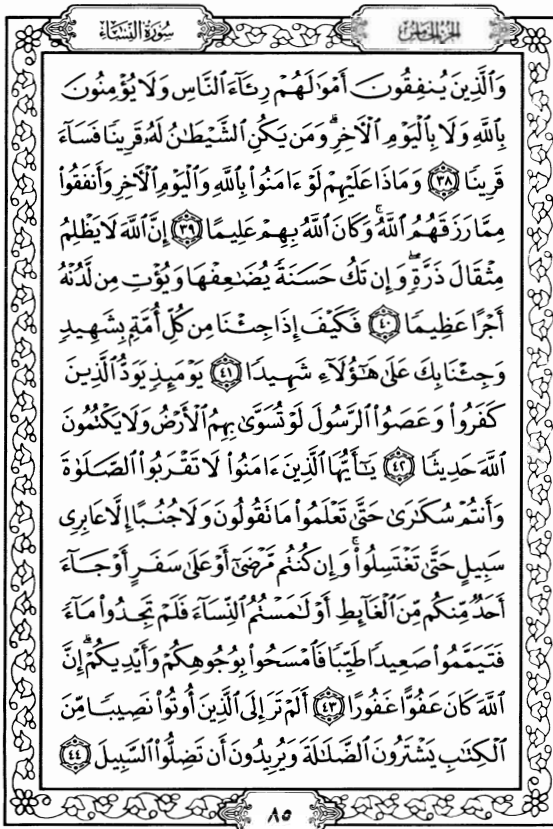 الجزء الخامس
سورة النساء
وَٱلَّذِينَ يُنفِقُونَ أَمْوَٰلَهُمْ رِئَآءَ ٱلنَّاسِ وَلَا يُؤْمِنُونَ
بِٱللَّهِ وَلَا بِٱلْيَوْمِ ٱلْأَخِرِ ۗ وَمَن يَكُنِ ٱلشَّيْطَٰنُ لَهُۥ قَرِينًا فَسَآءَ
قَرِينًا ٣٨ وَمَاذَا عَلَيْهِمْ لَوْ ءَامَنُوا۟ بِٱللَّهِ وَٱلْيَوْمِ ٱلْأَخِرِ وَأَنفَقُوا۟
مِمَّا رَزَقَهُمُ ٱللَّهُ ۚ وَكَانَ ٱللَّهُ بِهِمْ عَلِيمًا ٣٩ إِنَّ ٱللَّهَ لَا يَظْلِمُ
مِثْقَالَ ذَرَّةٍ ۖ وَإِن تَكُ حَسَنَةً يُضَٰعِفْهَا وَيُؤْتِ مِن لَّدُنْهُ
أَجْرًا عَظِيمًا ٤٠ فَكَيْفَ إِذَا جِئْنَا مِن كُلِّ أُمَّةٍۭ بِشَهِيدٍ
وَجِئْنَا بِكَ عَلَىٰ هَٰٓؤُلَآءِ شَهِيدًا ٤١ يَوْمَئِذٍ يَوَدُّ ٱلَّذِينَ
كَفَرُوا۟ وَعَصَوُا۟ ٱلرَّسُولَ لَوْ تُسَوَّىٰ بِهِمُ ٱلْأَرْضُ وَلَا يَكْتُمُونَ
ٱللَّهَ حَدِيثًا ٤٢ يَٰٓأَيُّهَا ٱلَّذِينَ ءَامَنُوا۟ لَا تَقْرَبُوا۟ ٱلصَّلَوٰةَ
وَأَنتُمْ سُكَٰرَىٰ حَتَّىٰ تَعْلَمُوا۟ مَا تَقُولُونَ وَلَا جُنُبًا إِلَّا عَابِرِى
سَبِيلٍ حَتَّىٰ تَغْتَسِلُوا۟ ۚ وَإِن كُنتُم مَّرْضَىٰٓ أَوْ عَلَىٰ سَفَرٍ أَوْ جَآءَ
أَحَدٌ مِّنكُم مِّنَ ٱلْغَآئِطِ أَوْ لَٰمَسْتُمُ ٱلنِّسَآءَ فَلَمْ تَجِدُوا۟ مَآءً
فَتَيَمَّمُوا۟ صَعِيدًا طَيِّبًا فَٱمْسَحُوا۟ بِوُجُوهِكُمْ وَأَيْدِيكُمْ ۗ إِنَّ
ٱللَّهَ كَانَ عَفُوًّا غَفُورًا ٤٣ أَلَمْ تَرَ إِلَى ٱلَّذِينَ أُوتُوا۟ نَصِيبًا مِّنَ
ٱلْكِتَٰبِ يَشْتَرُونَ ٱلضَّلَٰلَةَ وَيُرِيدُونَ أَن تَضِلُّوا۟ ٱلسَّبِيلَ ٤٤
٨٥